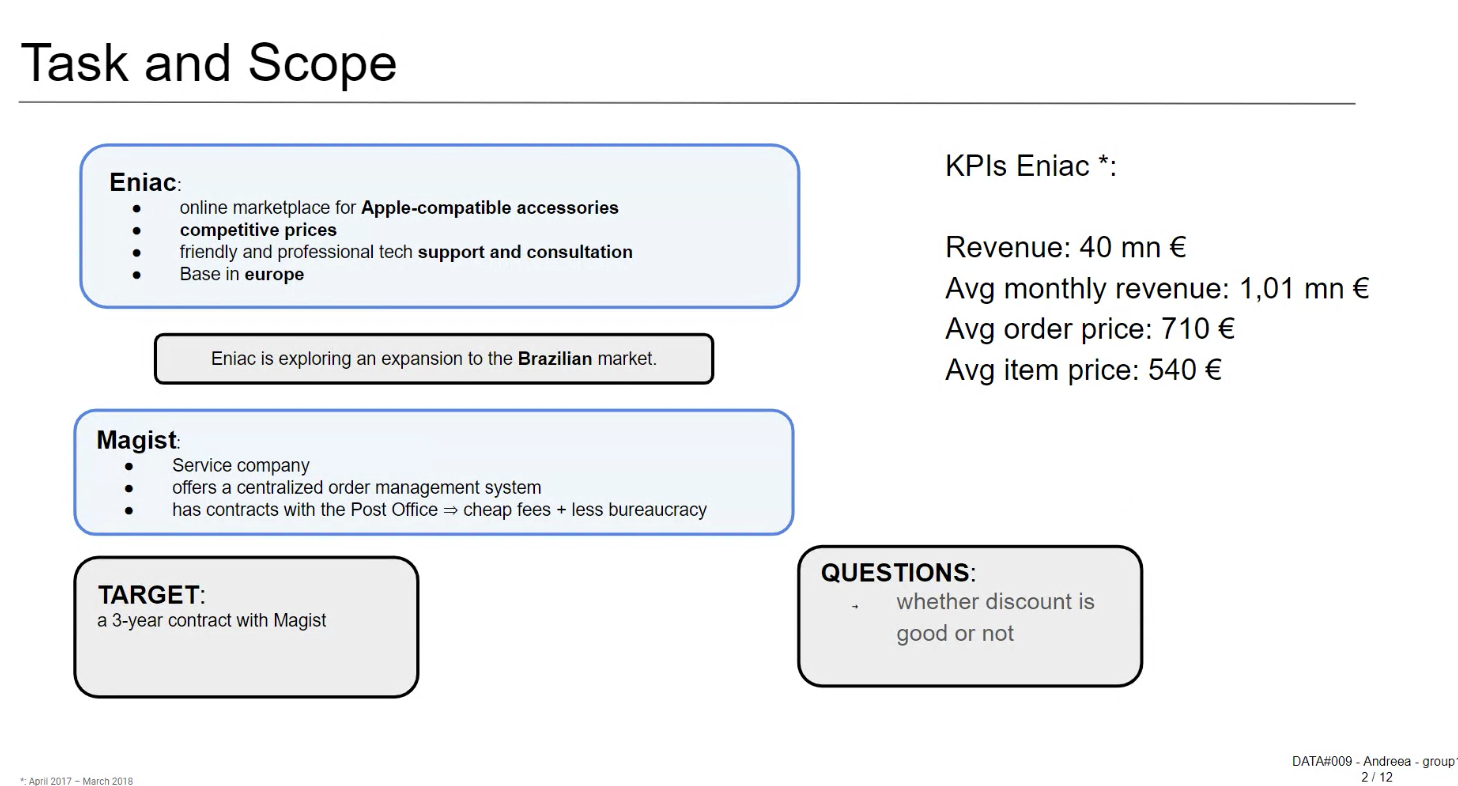 Task and Scope
Eniac:
● online marketplace for Apple-compatible accessories
● competitive prices
● friendly and professional tech support and consultation
● Base in europe
Eniac is exploring an expansion to the Brazilian market.
Magist:
● Service company
● offers a centralized order management system
● has contracts with the Post Office ⇒ cheap fees + less bureaucracy
TARGET:
a 3-year contract with Magist
KPIs Eniac *:
Revenue: 40 mn €
Avg monthly revenue: 1,01 mn €
Avg order price: 710 €
Avg item price: 540 €
QUESTIONS:
→ whether discount is
good or not
*: April 2017 – March 2018
DATA#009 - Andreea - group
2 / 12